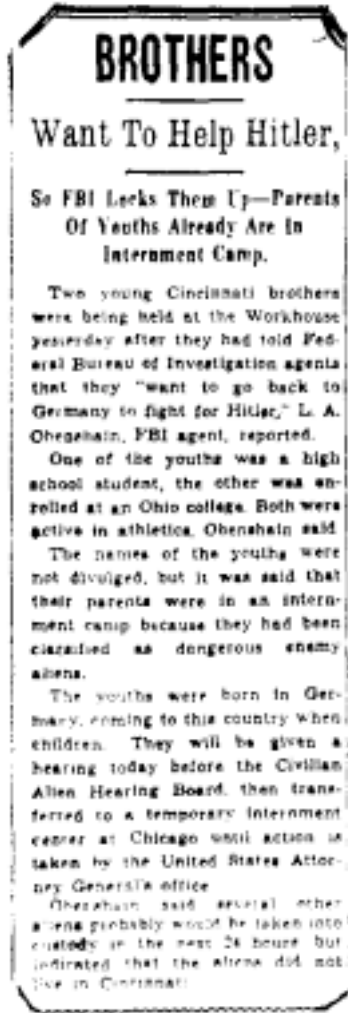 BROTHERS
Want To Help Hitler,
So FBI Locks Them Up—Parents
Of Youths Already Are In
Internment Camp.
Two young Cincinnati brothers
were being held at the Workhouse
yesterday after they had told Fed-
eral Bureau of Investigation agents
that they "want to go back to
Germany to fight for Hitler," L. A.
Obenshain, FBI agent, reported.
One of the youths was a high
school student, the other was en-
rolled at an Ohio college. Both were
active in athletics, Obenshain said
The names of the youths were
not divulged, but it was said that
their parents were in an intern-
ment camp because they had been
classified as dangerous enemy
aliens.
The youths were born in Ger-
many, coming to this country when
children. They will be given a
hearing today before the Civilian
Alien Hearing Board, then trans-
ferred to a temporary internment
center at Chicago until action is
taken by the United States Attor-
ney General's office
Obenshain said several other
aliens probably would be taken into
custody in the next 24 hours but
indicated that the aliens did not
live in Cincinnati